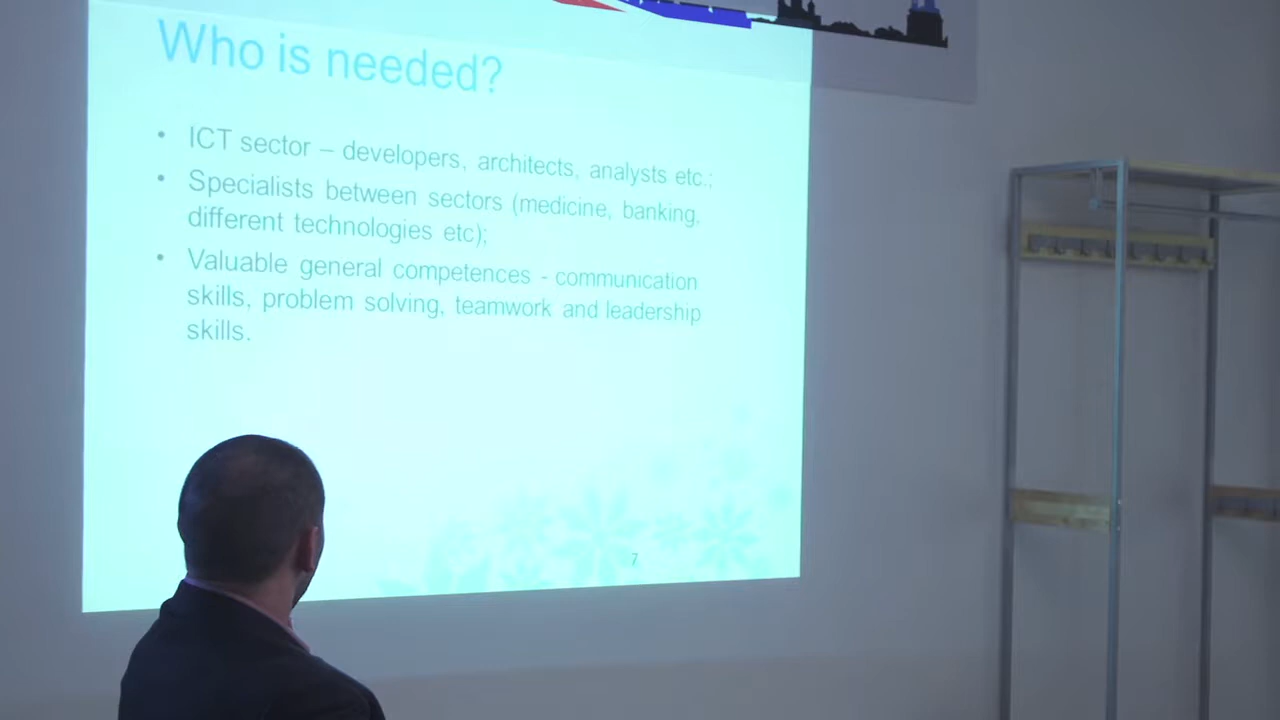 Who is needed?
• ICT sector – developers, architects, analysts etc.;
• Specialists between sectors (medicine, banking,
different technologies etc);
• Valuable general competences - communication
skills, problem solving, teamwork and leadership
skills.
7